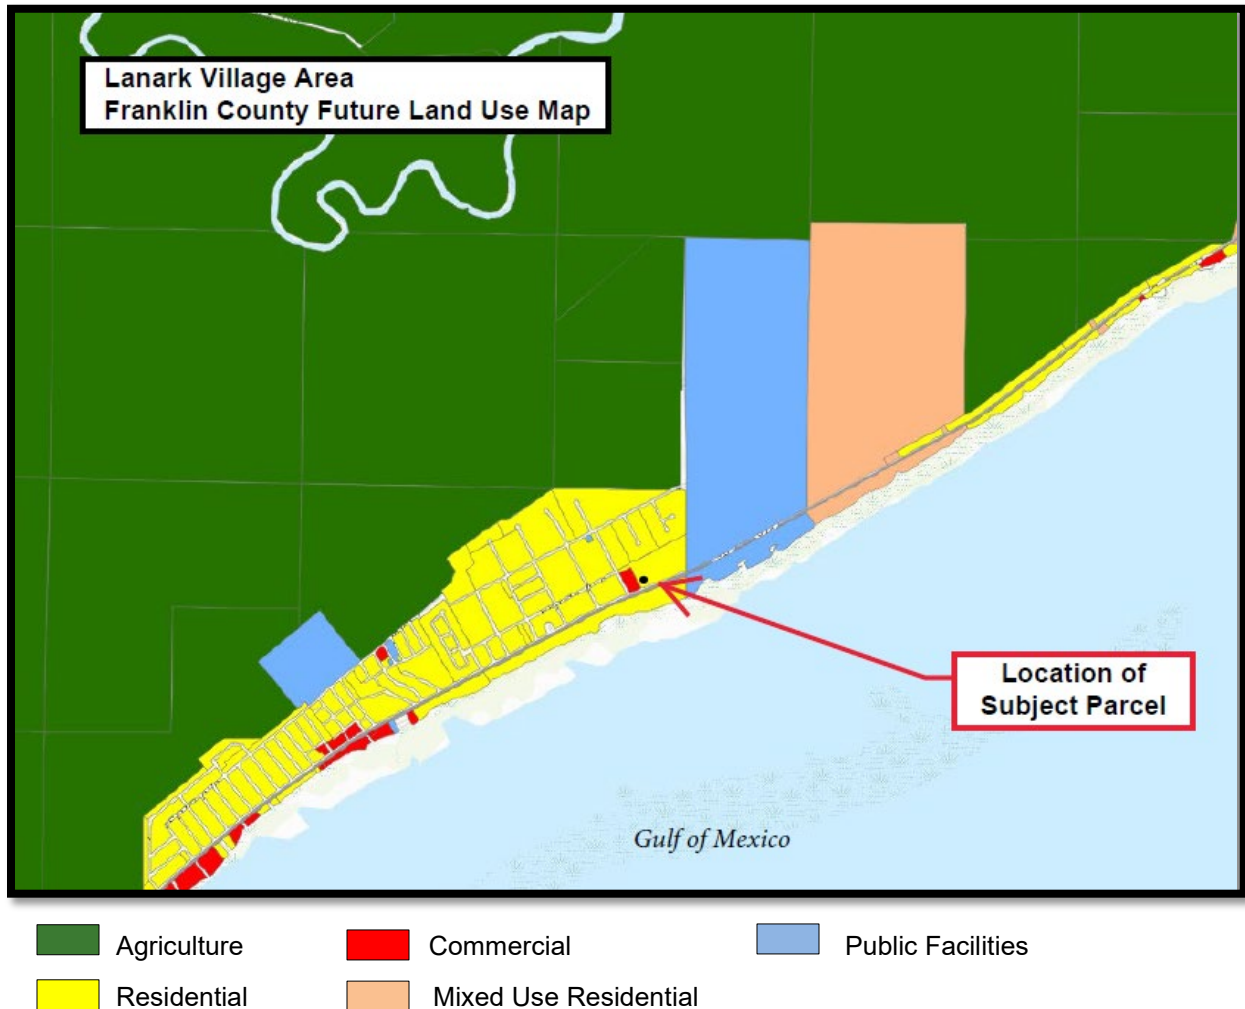 Lanark Village Area
Franklin County Future Land Use Map
Location of
Subject Parcel
Gulf of Mexico
Agriculture
Commercial
Public Facilities
Residential
Mixed Use Residential